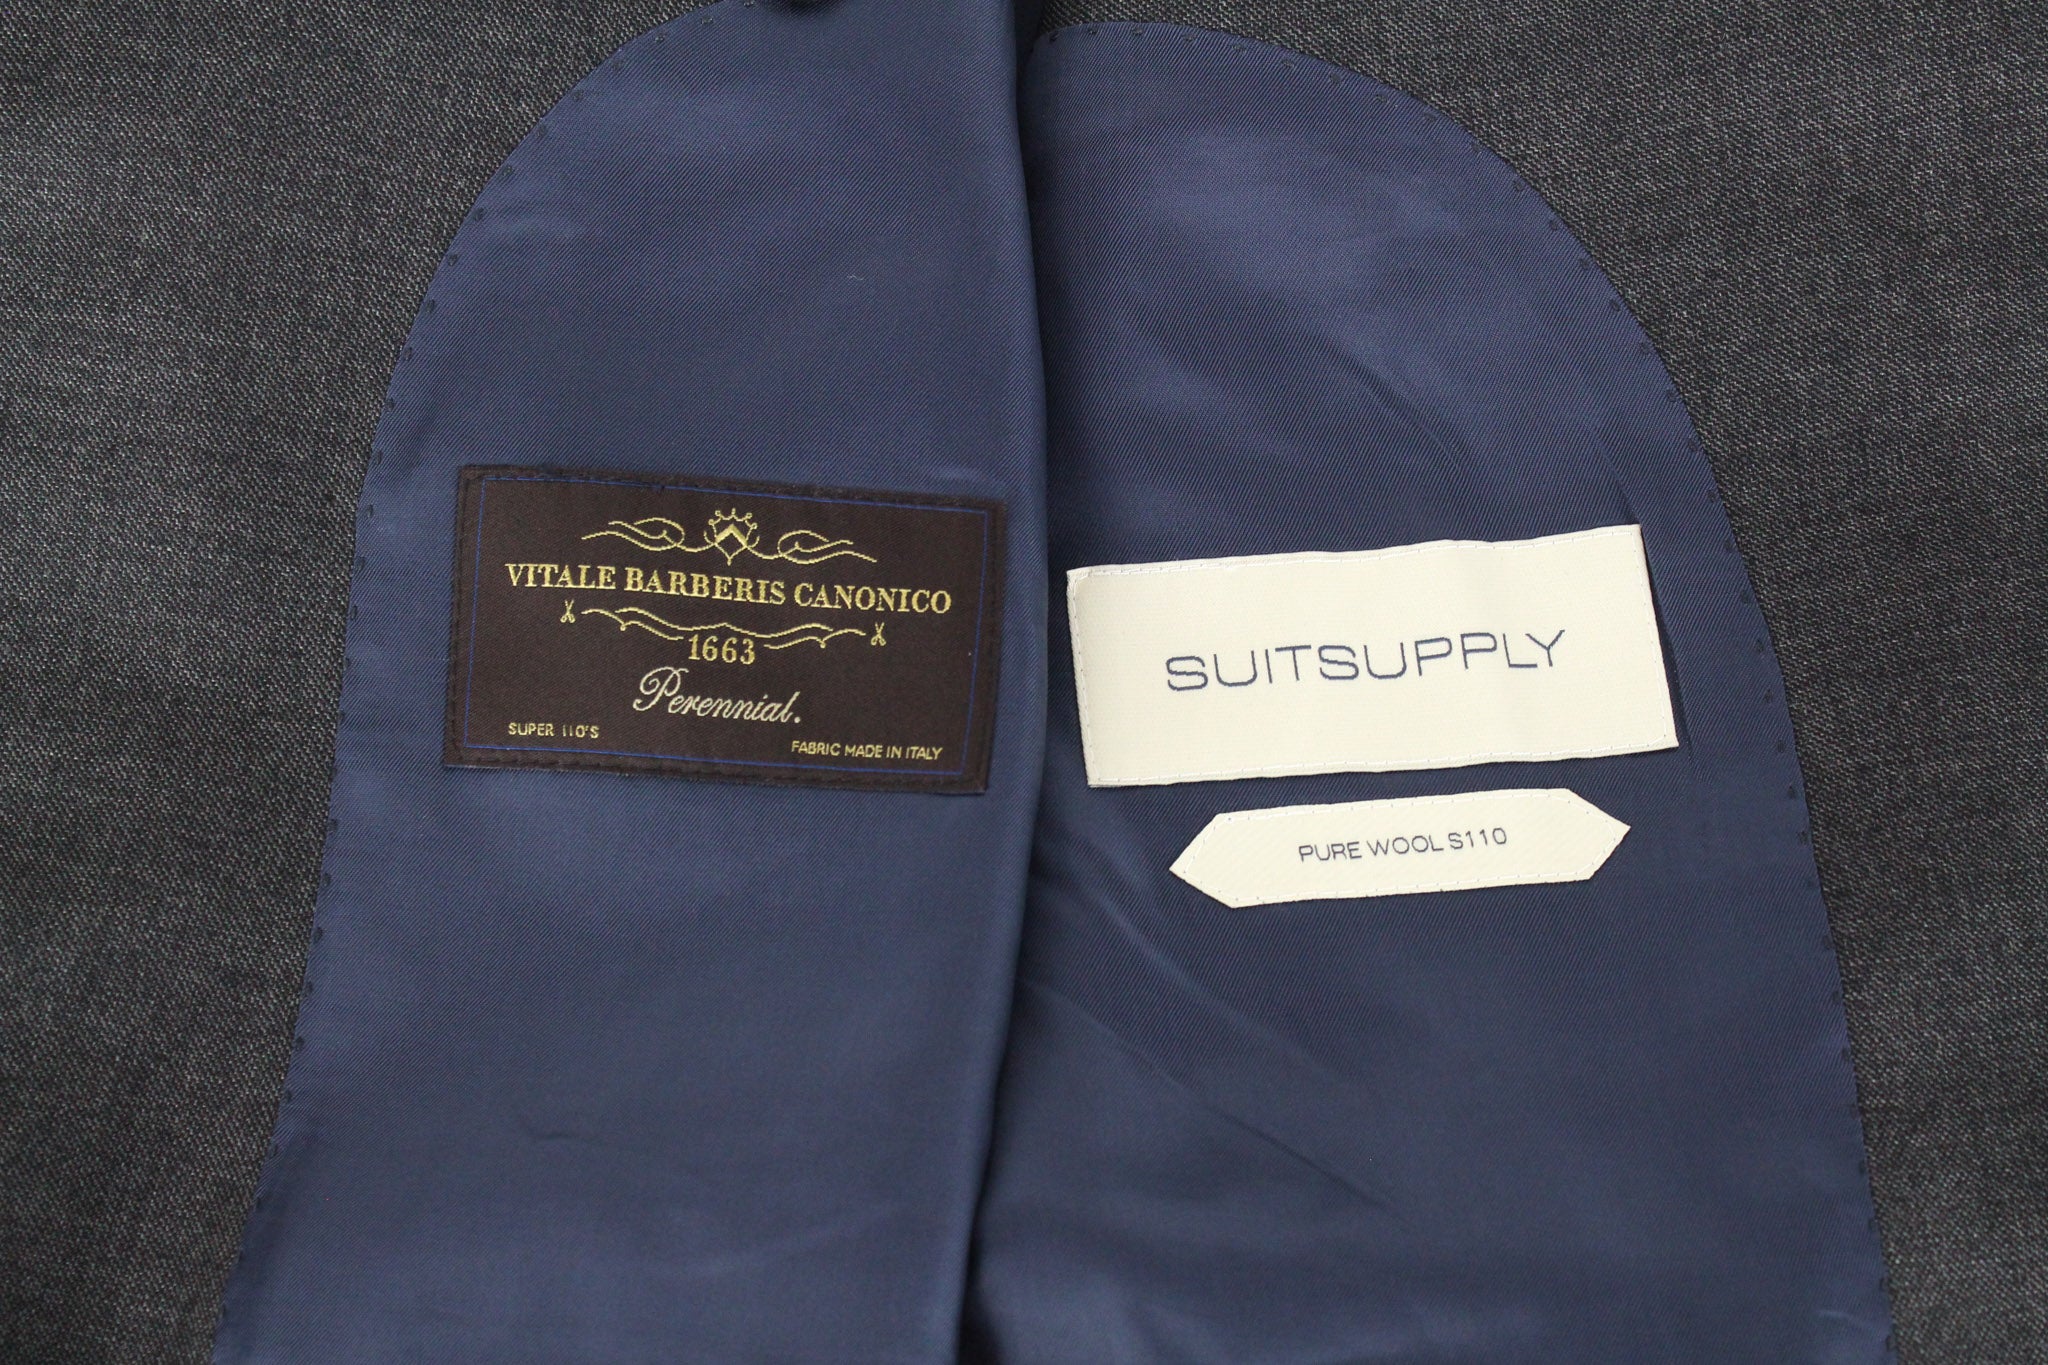 VITALE BARBERIS CANONICO
1663
Perennial.
SUPER 110'S
FABRIC MADE IN ITALY
SUITSUPPLY
PURE WOOL S110